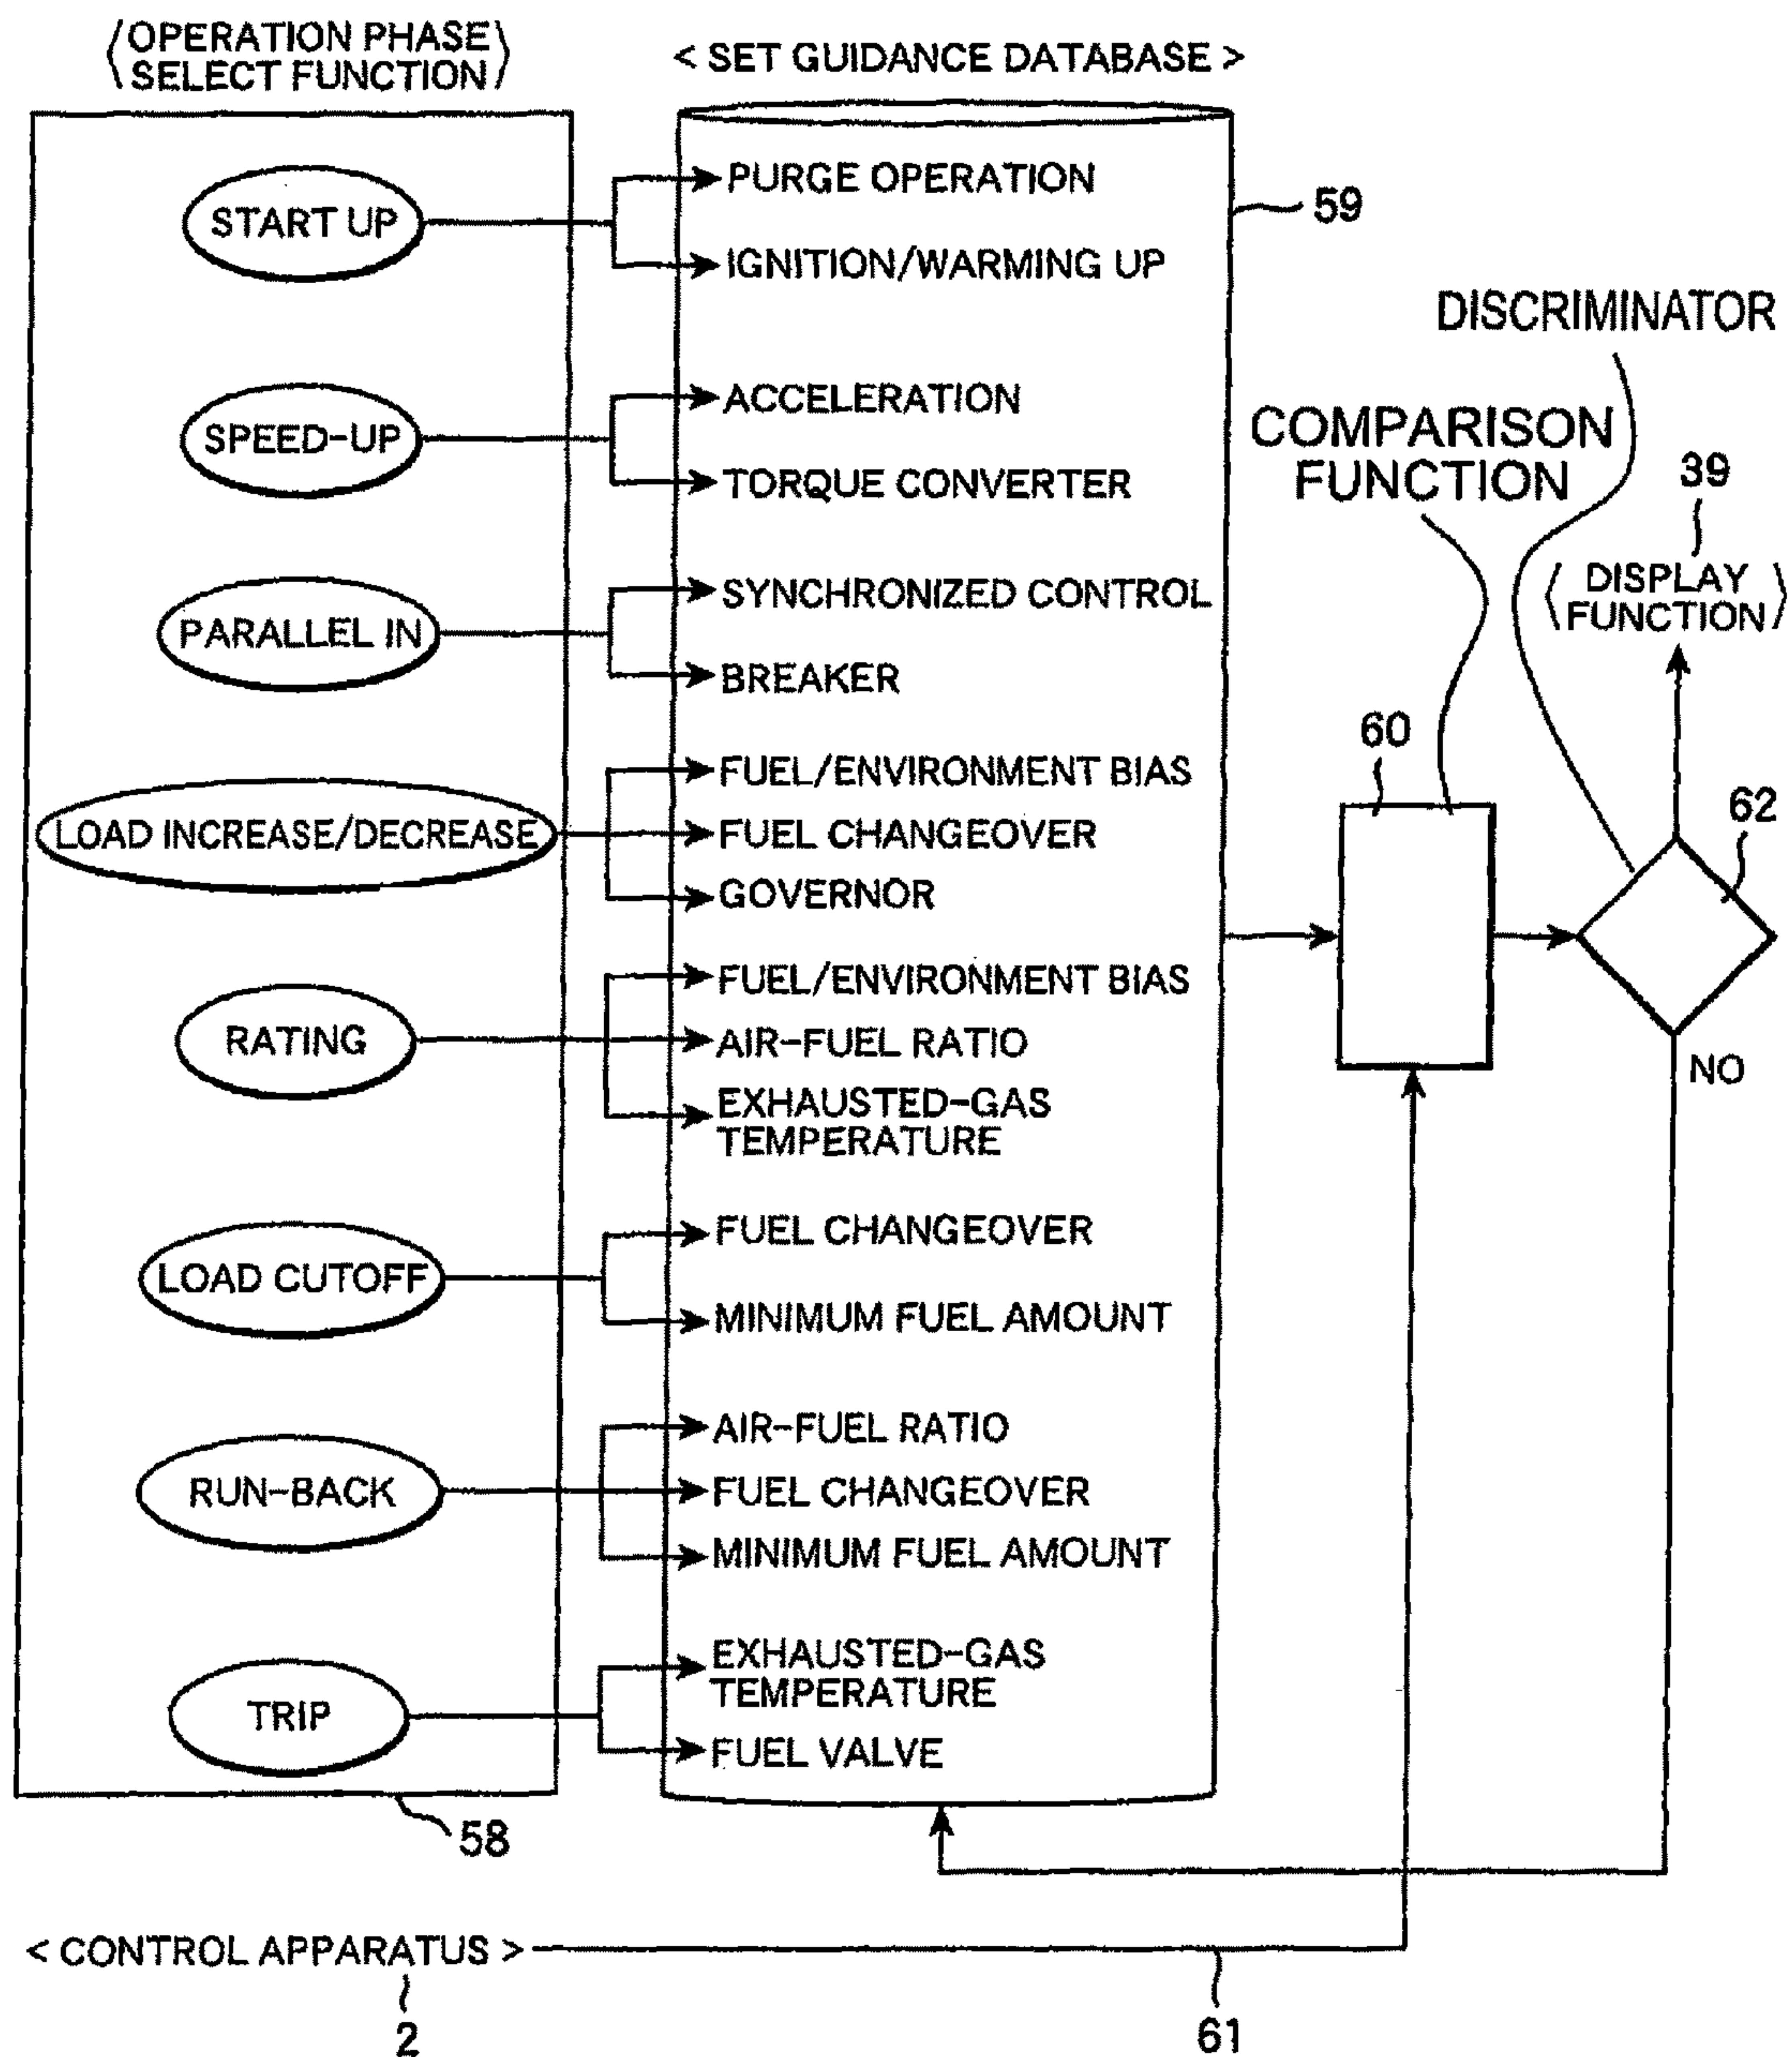 OPERATION PHASE
SELECT FUNCTION
< SET GUIDANCE DATABASE >
START UP
PURGE OPERATION
IGNITION/WARMING UP
59
DISCRIMINATOR
SPEED-UP
ACCELERATION
TORQUE CONVERTER
COMPARISON
FUNCTION
39
DISPLAY
FUNCTION
PARALLEL IN
SYNCHRONIZED CONTROL
BREAKER
60
62
LOAD INCREASE/DECREASE
FUEL/ENVIRONMENT BIAS
FUEL CHANGEOVER
GOVERNOR
RATING
FUEL/ENVIRONMENT BIAS
AIR-FUEL RATIO
EXHAUSTED-GAS
TEMPERATURE
NO
LOAD CUTOFF
FUEL CHANGEOVER
MINIMUM FUEL AMOUNT
RUN-BACK
AIR-FUEL RATIO
FUEL CHANGEOVER
MINIMUM FUEL AMOUNT
TRIP
EXHAUSTED-GAS
TEMPERATURE
FUEL VALVE
58
< CONTROL APPARATUS >
2
61